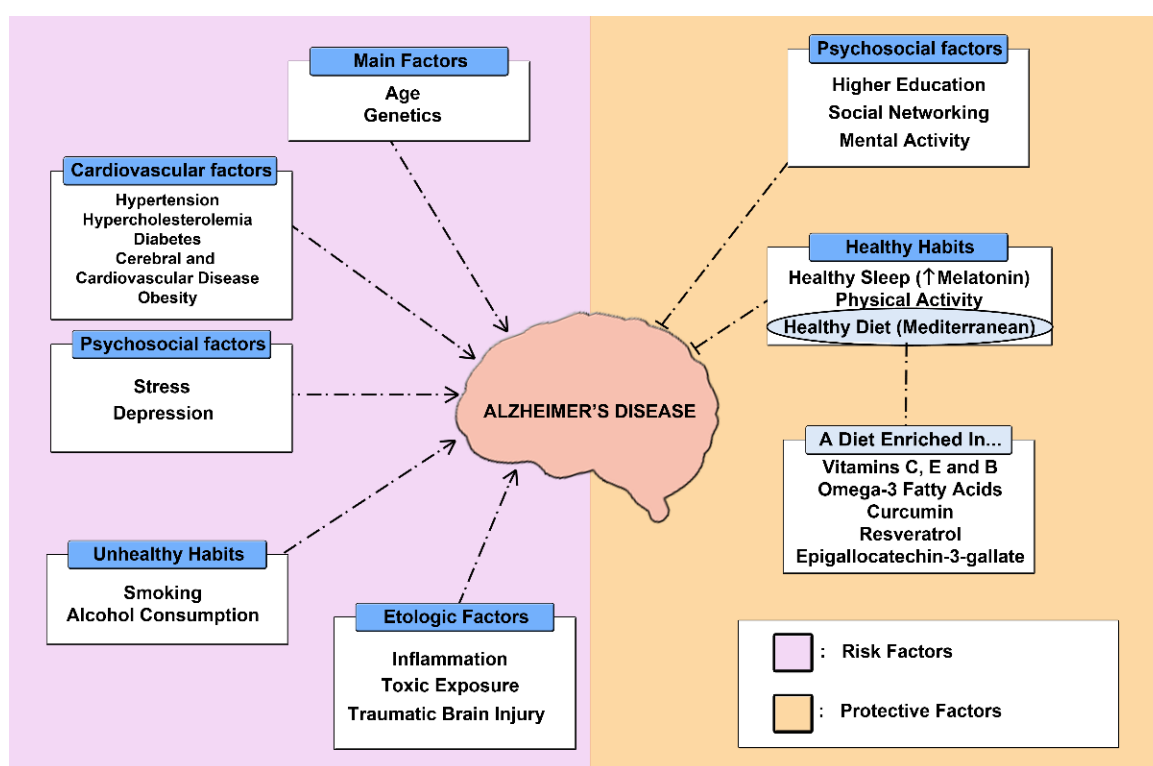 Main Factors
Age
Genetics
Cardiovascular factors
Hypertension
Hypercholesterolemia
Diabetes
Cerebral and
Cardiovascular Disease
Obesity
Psychosocial factors
Stress
Depression
Unhealthy Habits
Smoking
Alcohol Consumption
Etologic Factors
Inflammation
Toxic Exposure
Traumatic Brain Injury
ALZHEIMER'S DISEASE
Psychosocial factors
Higher Education
Social Networking
Mental Activity
Healthy Habits
Healthy Sleep (↑Melatonin)
Physical Activity
Healthy Diet (Mediterranean)
A Diet Enriched In...
Vitamins C, E and B
Omega-3 Fatty Acids
Curcumin
Resveratrol
Epigallocatechin-3-gallate
: Risk Factors
: Protective Factors